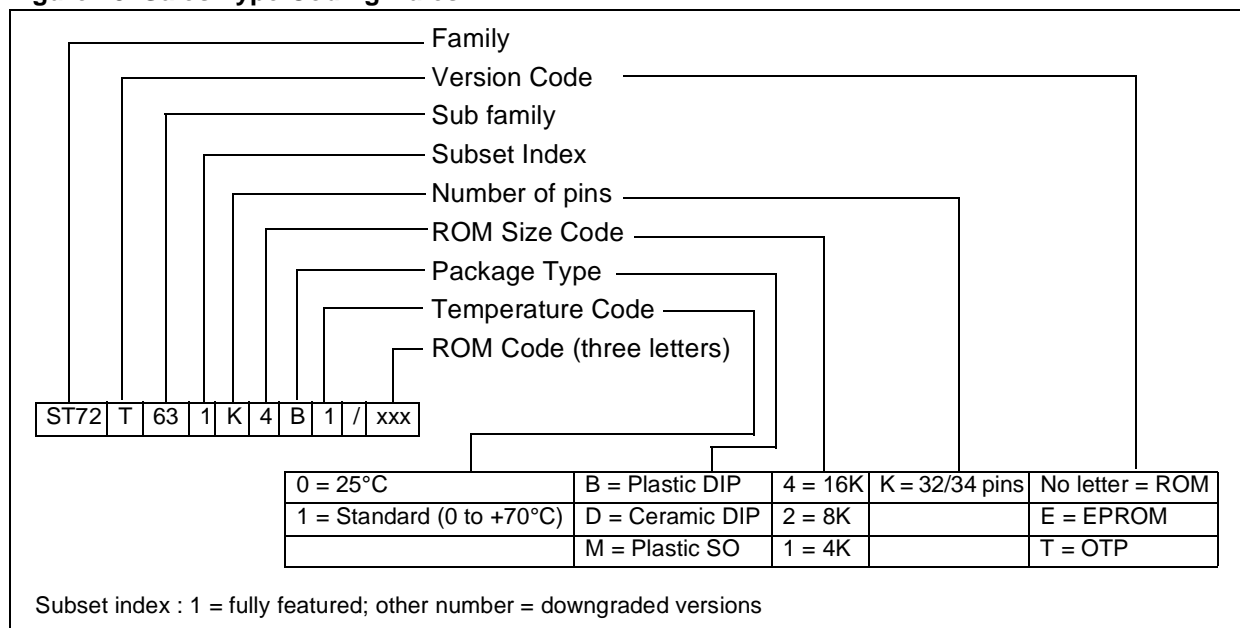 Family
Version Code
Sub family
Subset Index
Number of pins
ROM Size Code
Package Type
Temperature Code
ROM Code (three letters)
ST72 T 63 1 K 4 B 1 / xxx
0 = 25°C B = Plastic DIP 4 = 16K K = 32/34 pins No letter = ROM
1 = Standard (0 to +70°C) D = Ceramic DIP 2 = 8K E = EPROM
M = Plastic SO 1 = 4K T = OTP
Subset index : 1 = fully featured; other number = downgraded versions